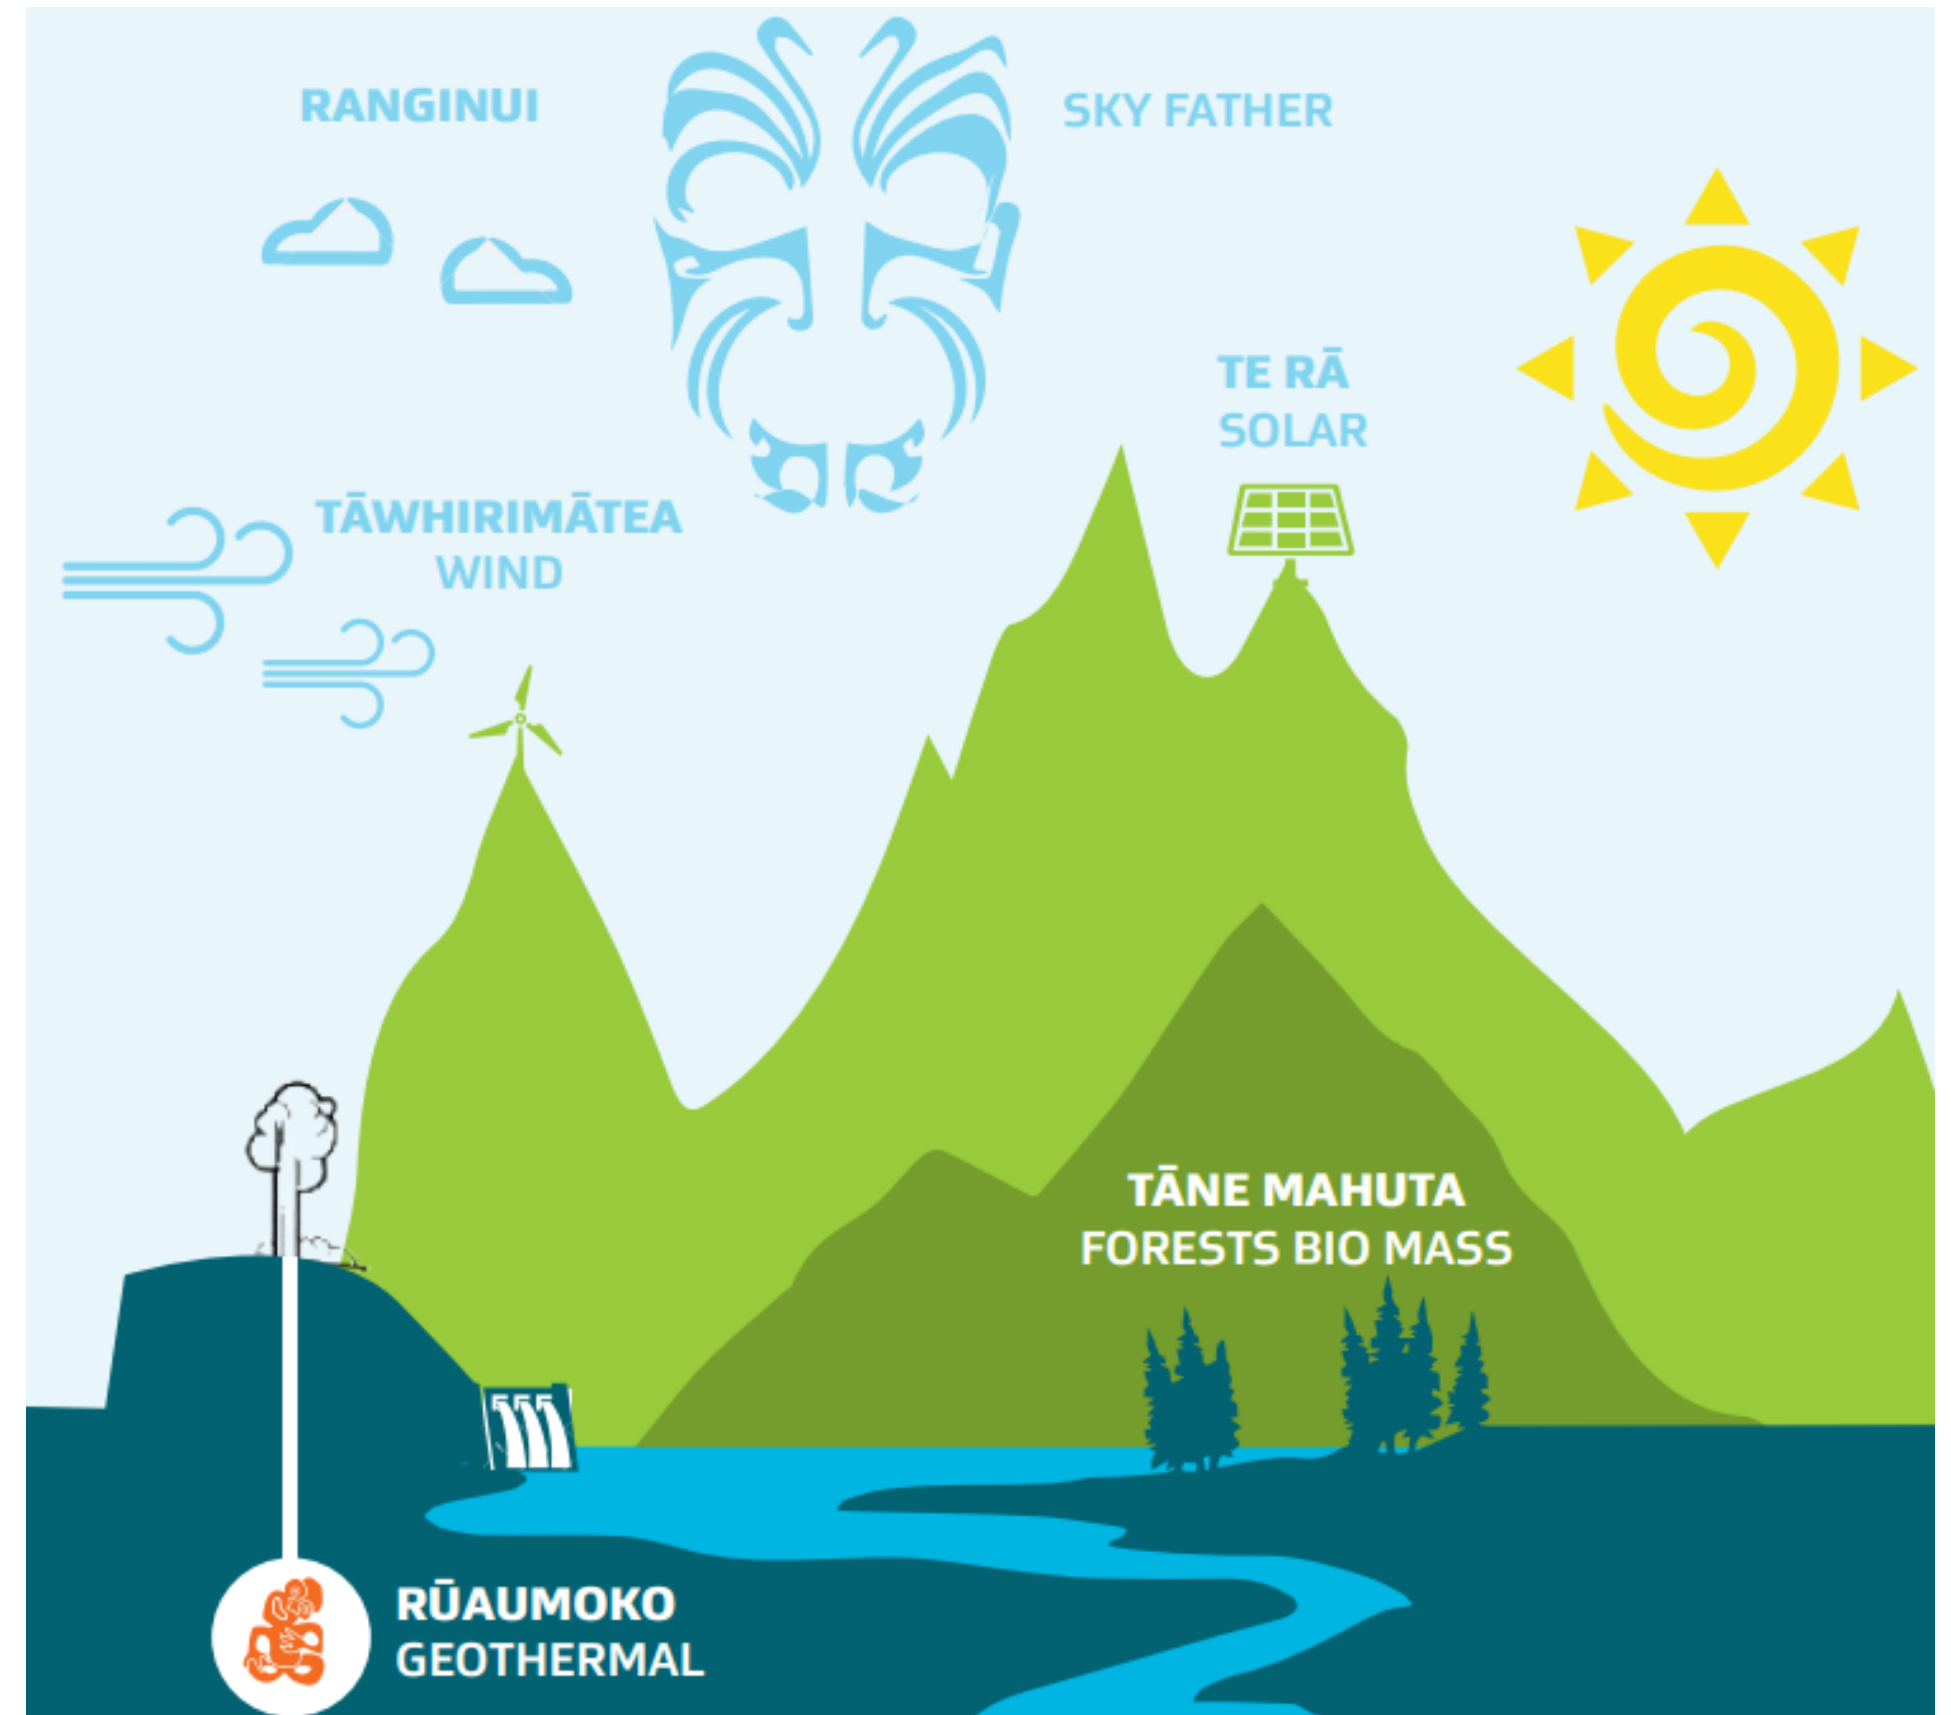 RANGINUI
SKY FATHER
TE RĀ
SOLAR
TĀWHIRIMĀTEA
WIND
TĀNE MAHUTA
FORESTS BIO MASS
RŪAUMOKO
GEOTHERMAL